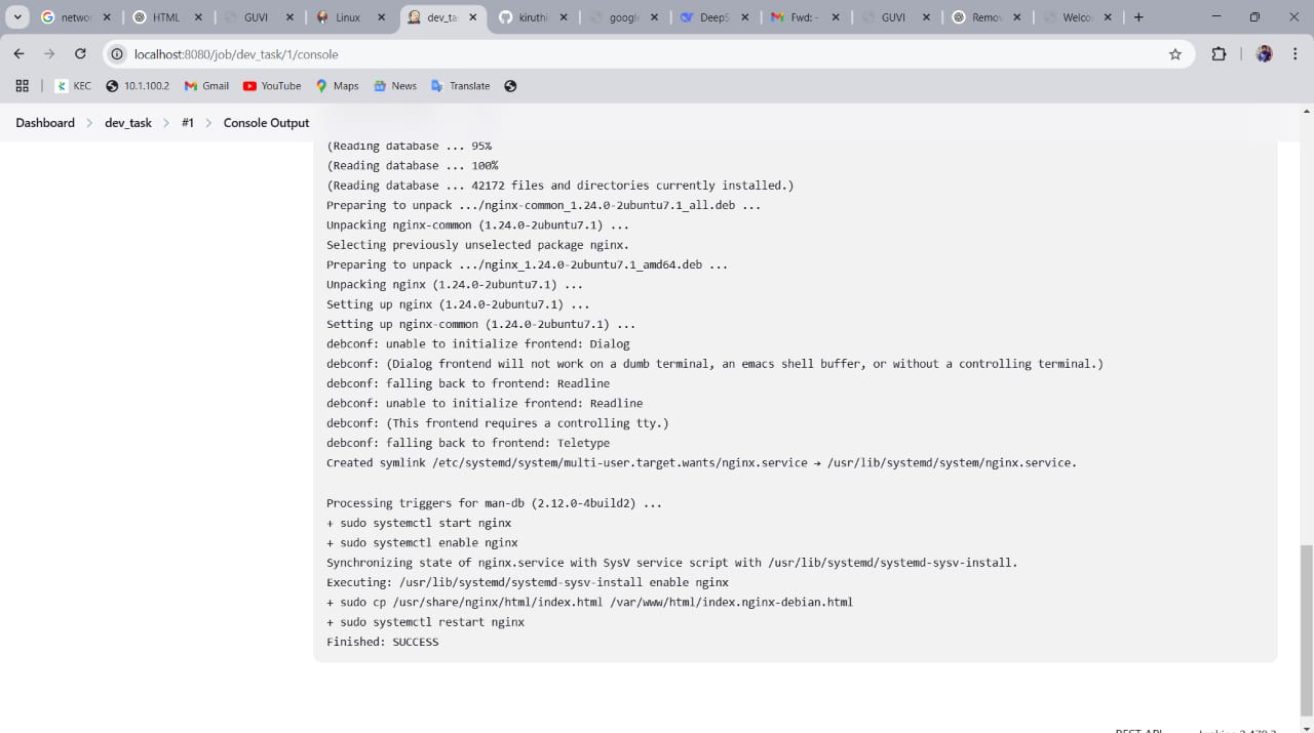 netwo
HTML
GUVI
Linux
dev_ta
kiruthi
googl
DeepS
Fwd: -
GUVI
Remo
Welco
localhost:8080/job/dev_task/1/console
KEC
10.1.100.2
Gmail
YouTube
Maps
News
Translate
Dashboard > dev_task > #1 > Console Output
(Reading database ... 95%
(Reading database ... 100%
(Reading database ... 42172 files and directories currently installed.)
Preparing to unpack .../nginx-common_1.24.0-2ubuntu7.1_all.deb ...
Unpacking nginx-common (1.24.0-2ubuntu7.1) ...
Selecting previously unselected package nginx.
Preparing to unpack .../nginx_1.24.0-2ubuntu7.1_amd64.deb ...
Unpacking nginx (1.24.0-2ubuntu7.1) ...
Setting up nginx (1.24.0-2ubuntu7.1) ...
Setting up nginx-common (1.24.0-2ubuntu7.1) ...
debconf: unable to initialize frontend: Dialog
debconf: (Dialog frontend will not work on a dumb terminal, an emacs shell buffer, or without a controlling terminal.)
debconf: falling back to frontend: Readline
debconf: unable to initialize frontend: Readline
debconf: (This frontend requires a controlling tty.)
debconf: falling back to frontend: Teletype
Created symlink /etc/systemd/system/multi-user.target.wants/nginx.service → /usr/lib/systemd/system/nginx.service.
Processing triggers for man-db (2.12.0-4build2) ...
+ sudo systemctl start nginx
+ sudo systemctl enable nginx
Synchronizing state of nginx.service with SysV service script with /usr/lib/systemd/systemd-sysv-install.
Executing: /usr/lib/systemd/systemd-sysv-install enable nginx
+ sudo cp /usr/share/nginx/html/index.html /var/www/html/index.nginx-debian.html
+ sudo systemctl restart nginx
Finished: SUCCESS
REST API